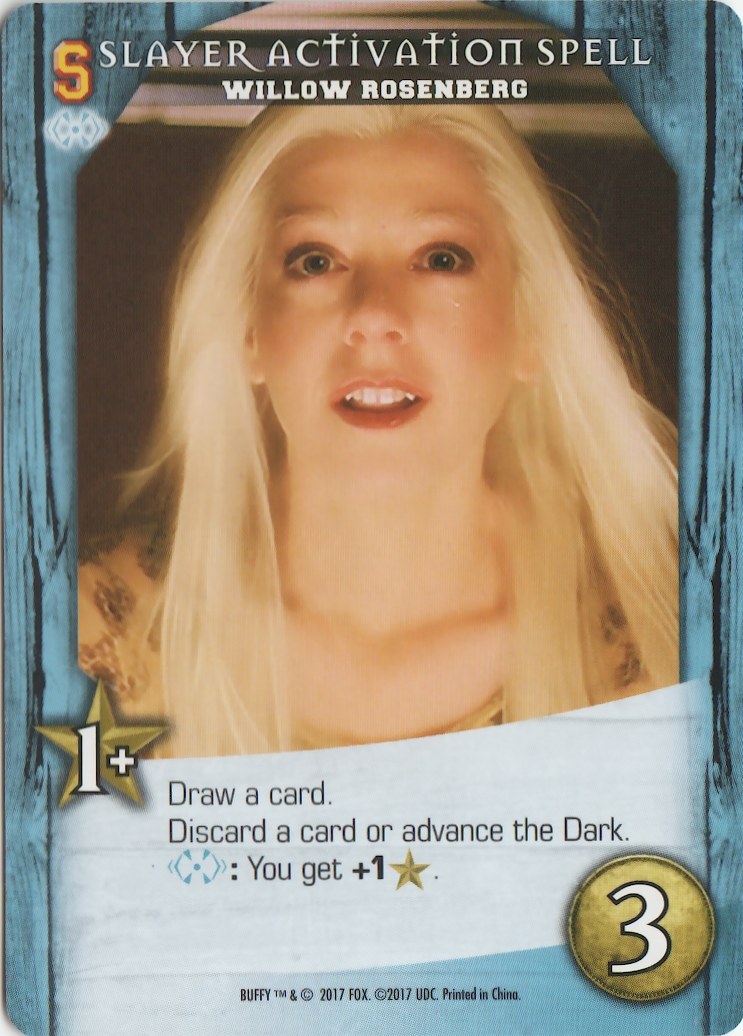 S SLAYER ACTIVATION SPELL
WILLOW ROSENBERG
1+
Draw a card.
Discard a card or advance the Dark.
: You get +1 .
3
BUFFY ™ & © 2017 FOX. ©2017 UDC. Printed in China.